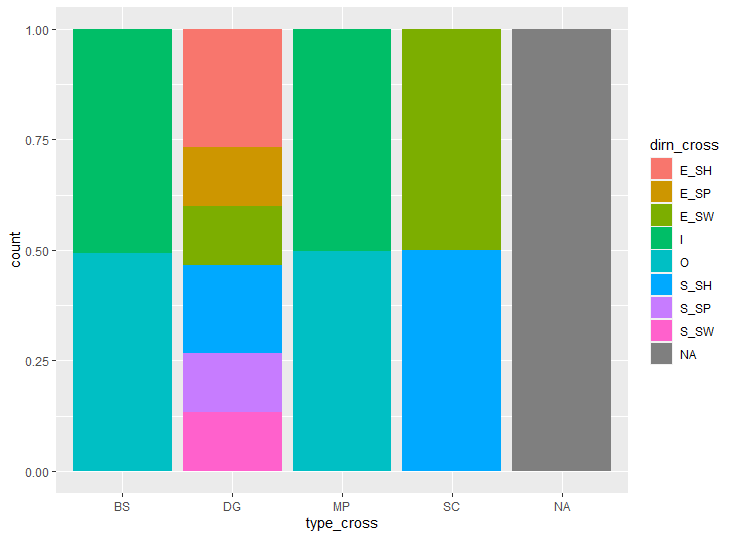 1.00
0.75
0.50
0.25
0.00
count
BS DG MP SC NA
type_cross
dirn_cross
E_SH
E_SP
E_SW
I
O
S_SH
S_SP
S_SW
NA